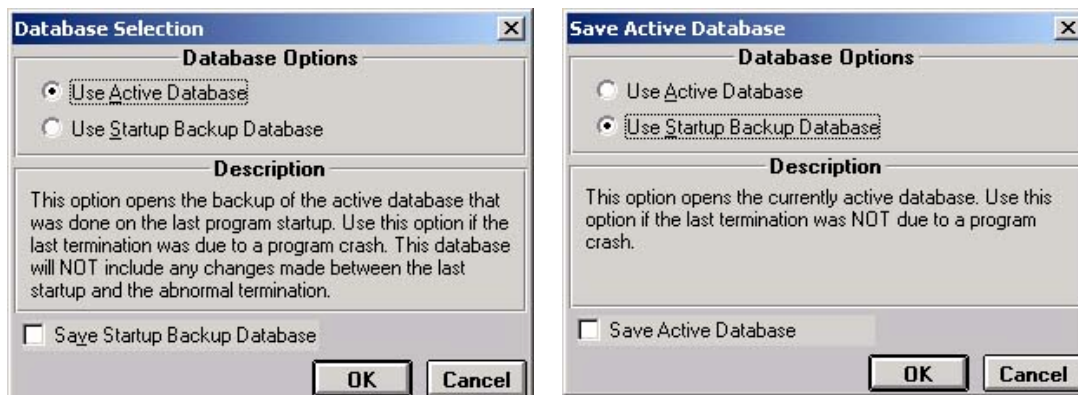 Database Selection
Database Options
Use Active Database
Use Startup Backup Database
Description
This option opens the backup of the active database that
was done on the last program startup. Use this option if the
last termination was due to a program crash. This database
will NOT include any changes made between the last
startup and the abnormal termination.
Save Startup Backup Database
OK
Cancel
Save Active Database
Database Options
Use Active Database
Use Startup Backup Database
Description
This option opens the currently active database. Use this
option if the last termination was NOT due to a program
crash.
Save Active Database
OK
Cancel